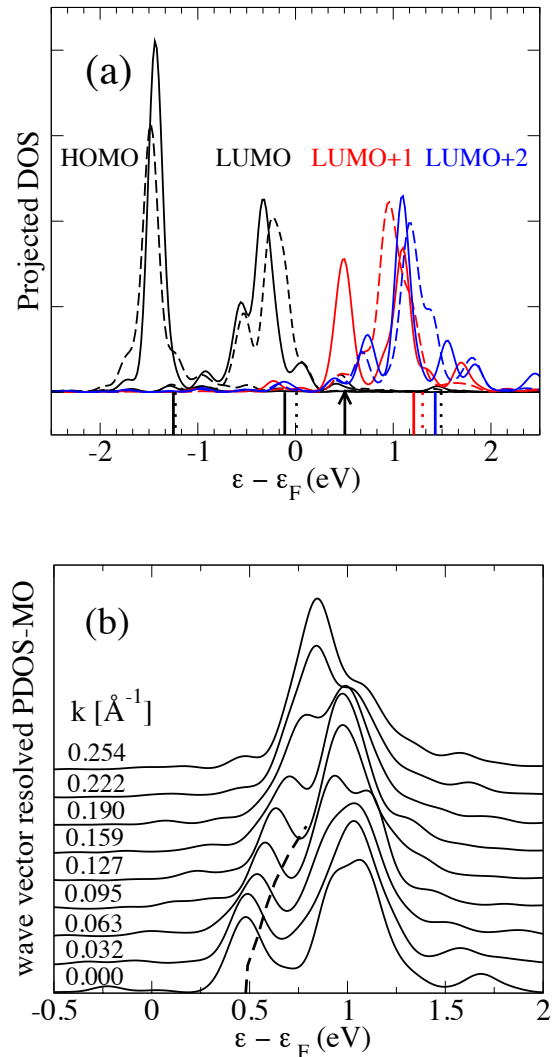 (a)
HOMO LUMO LUMO+1 LUMO+2
Projected DOS
-2 -1 0 1 2
ε − ε_F (eV)
(b)
k [Å⁻¹]
0.254
0.222
0.190
0.159
0.127
0.095
0.063
0.032
0.000
wave vector resolved PDOS-MO
-0.5 0 0.5 1 1.5 2
ε − ε_F (eV)